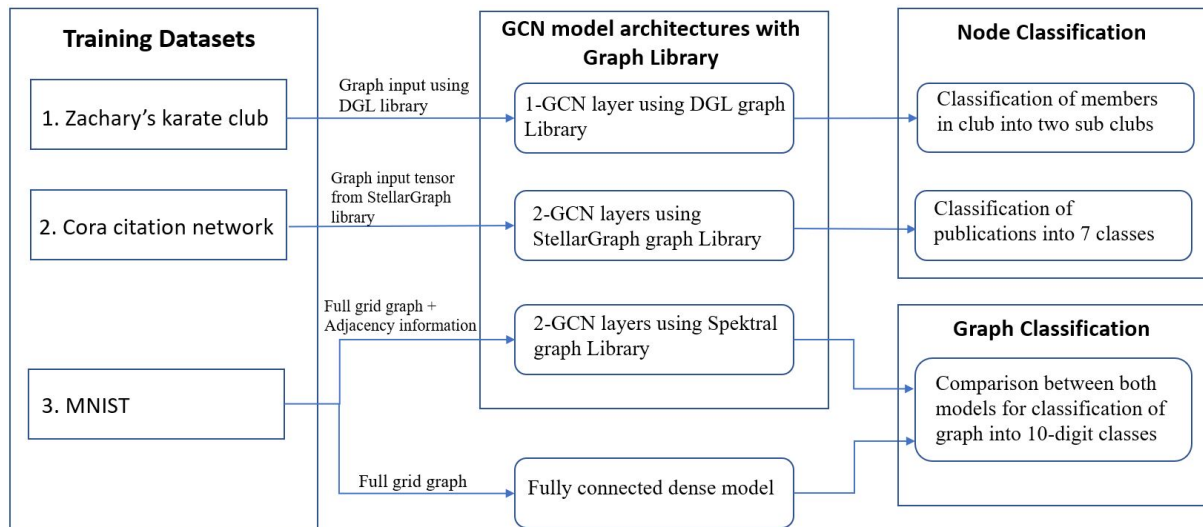 Training Datasets
1. Zachary's karate club
2. Cora citation network
3. MNIST
Graph input using
DGL library
Graph input tensor
from StellarGraph
library
Full grid graph +
Adjacency information
Full grid graph
GCN model architectures with
Graph Library
1-GCN layer using DGL graph
Library
2-GCN layers using
StellarGraph graph Library
2-GCN layers using Spektral
graph Library
Fully connected dense model
Node Classification
Classification of members
in club into two sub clubs
Classification of
publications into 7 classes
Graph Classification
Comparison between both
models for classification of
graph into 10-digit classes